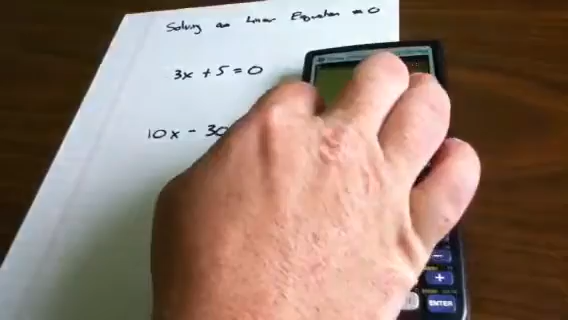 Solving a Linear Equation = 0
3x + 5 = 0
10x - 30
+
ENTER